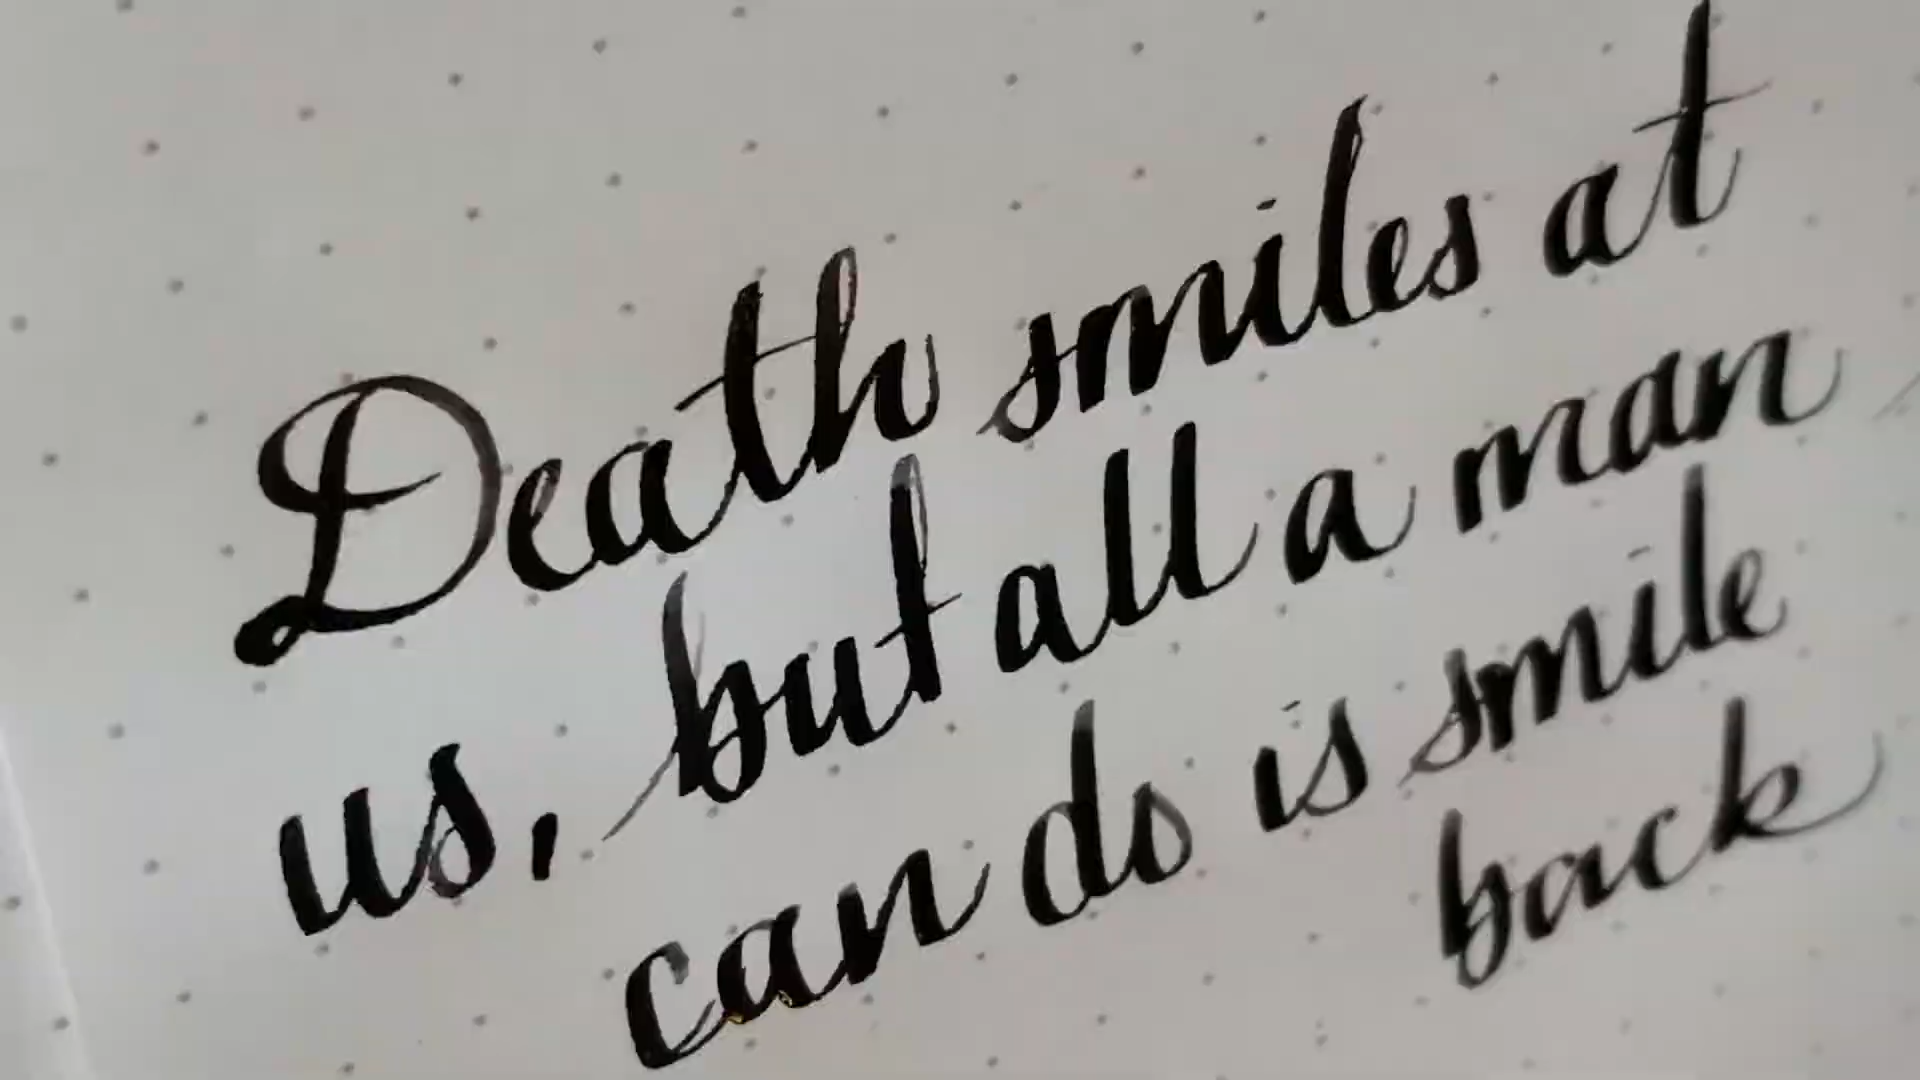 Death smiles at
us, but all a man
can do is smile
back